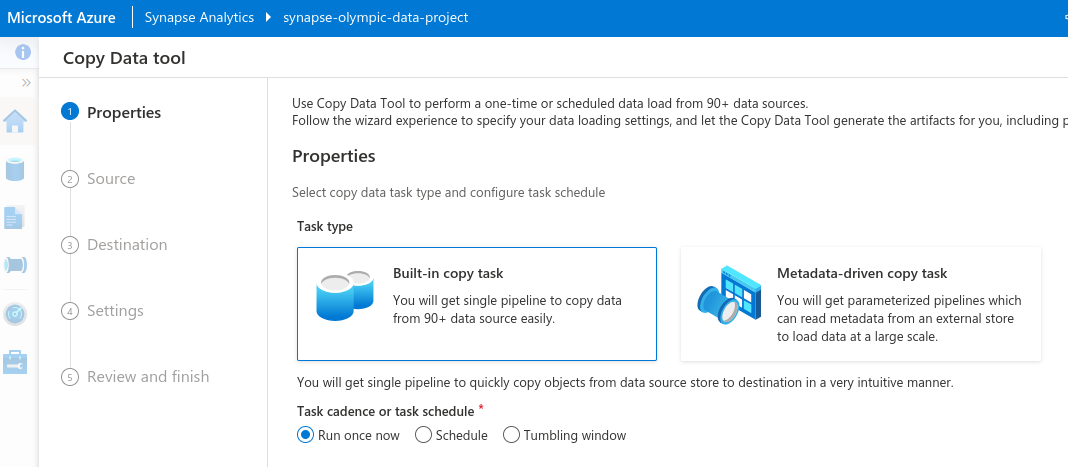 Microsoft Azure Synapse Analytics synapse-olympic-data-project
Copy Data tool
1 Properties
2 Source
3 Destination
4 Settings
5 Review and finish
Use Copy Data Tool to perform a one-time or scheduled data load from 90+ data sources.
Follow the wizard experience to specify your data loading settings, and let the Copy Data Tool generate the artifacts for you, including
Properties
Select copy data task type and configure task schedule
Task type
Built-in copy task
You will get single pipeline to copy data
from 90+ data source easily.
Metadata-driven copy task
You will get parameterized pipelines which
can read metadata from an external store
to load data at a large scale.
You will get single pipeline to quickly copy objects from data source store to destination in a very intuitive manner.
Task cadence or task schedule *
Run once now Schedule Tumbling window